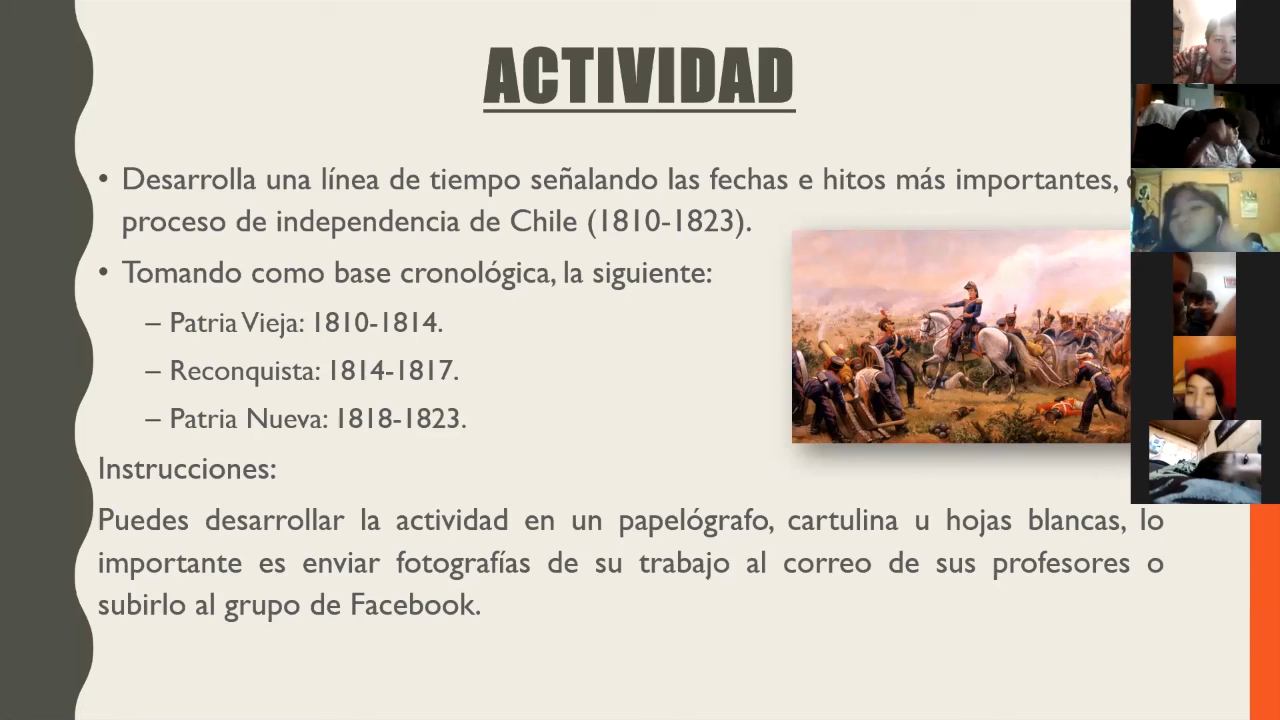 ACTIVIDAD
• Desarrolla una línea de tiempo señalando las fechas e hitos más importantes,
proceso de independencia de Chile (1810-1823).
• Tomando como base cronológica, la siguiente:
– Patria Vieja: 1810-1814.
– Reconquista: 1814-1817.
– Patria Nueva: 1818-1823.
Instrucciones:
Puedes desarrollar la actividad en un papelógrafo, cartulina u hojas blancas, lo
importante es enviar fotografías de su trabajo al correo de sus profesores o
subirlo al grupo de Facebook.